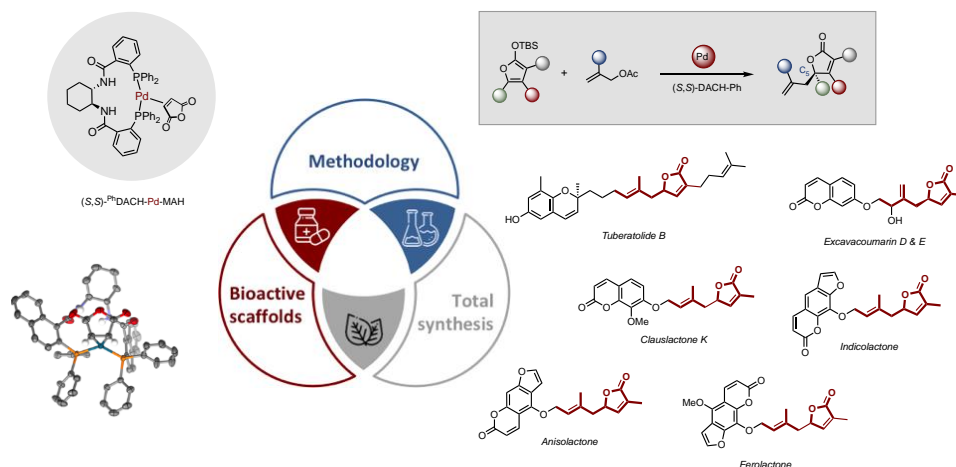 O
NH
NH
O
PPh2
Pd
PPh2
O
O
O
(S,S)-PhDACH-Pd-MAH
Methodology
Bioactive
scaffolds
Total
synthesis
OTBS
O
+
OAc
Pd
(S,S)-DACH-Ph
O
O
C5
HO
O
O
O
Tuberatolide B
O
O
O
OH
O
O
Excavacoumarin D & E
O
O
OMe
O
O
O
Clauslactone K
O
O
O
O
O
O
Indicolactone
O
O
O
O
O
O
Anisolactone
MeO
O
O
O
O
O
O
Ferolactone